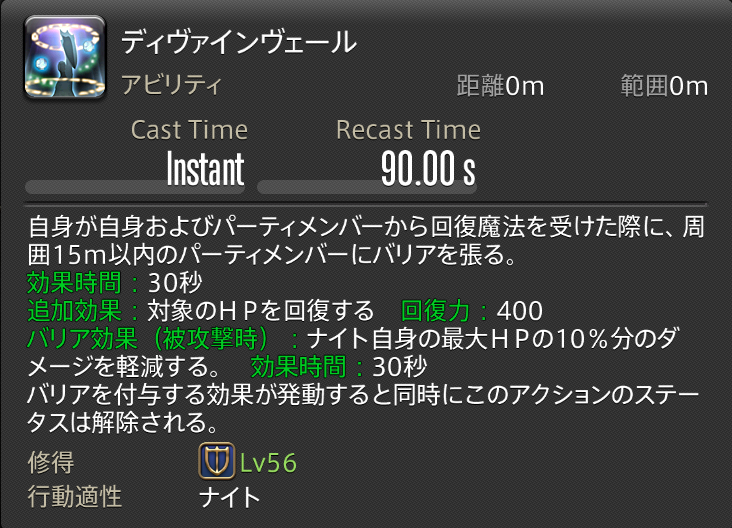 ディヴァインヴェール
アビリティ 距離0m 範囲0m
Cast Time Recast Time
Instant 90.00 s
自身が自身およびパーティメンバーから回復魔法を受けた際に、周
囲15m以内のパーティメンバーにバリアを張る。
効果時間：30秒
追加効果：対象のＨＰを回復する　回復力：400
バリア効果（被攻撃時）：ナイト自身の最大ＨＰの10％分のダ
メージを軽減する。　効果時間：30秒
バリアを付与する効果が発動すると同時にこのアクションのステー
タスは解除される。
修得 Lv56
行動適性 ナイト